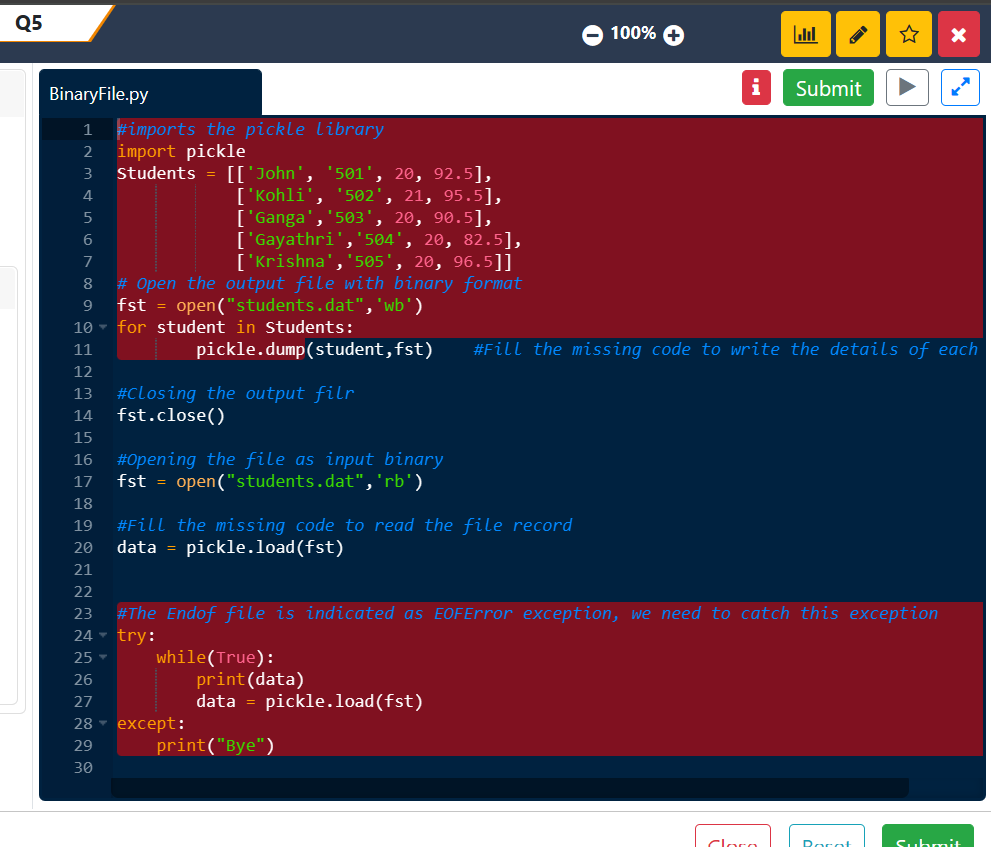 Q5
100%
BinaryFile.py
Submit
1 #imports the pickle library
2 import pickle
3 Students = [['John', '501', 20, 92.5],
4 ['Kohli', '502', 21, 95.5],
5 ['Ganga','503', 20, 90.5],
6 ['Gayathri','504', 20, 82.5],
7 ['Krishna','505', 20, 96.5]]
8 # Open the output file with binary format
9 fst = open("students.dat",'wb')
10 for student in Students:
11 pickle.dump(student,fst) #Fill the missing code to write the details of each
12
13 #Closing the output filr
14 fst.close()
15
16 #Opening the file as input binary
17 fst = open("students.dat",'rb')
18
19 #Fill the missing code to read the file record
20 data = pickle.load(fst)
21
22
23 #The Endof file is indicated as EOFError exception, we need to catch this exception
24 try:
25 while(True):
26 print(data)
27 data = pickle.load(fst)
28 except:
29 print("Bye")
30
Close Reset Submit